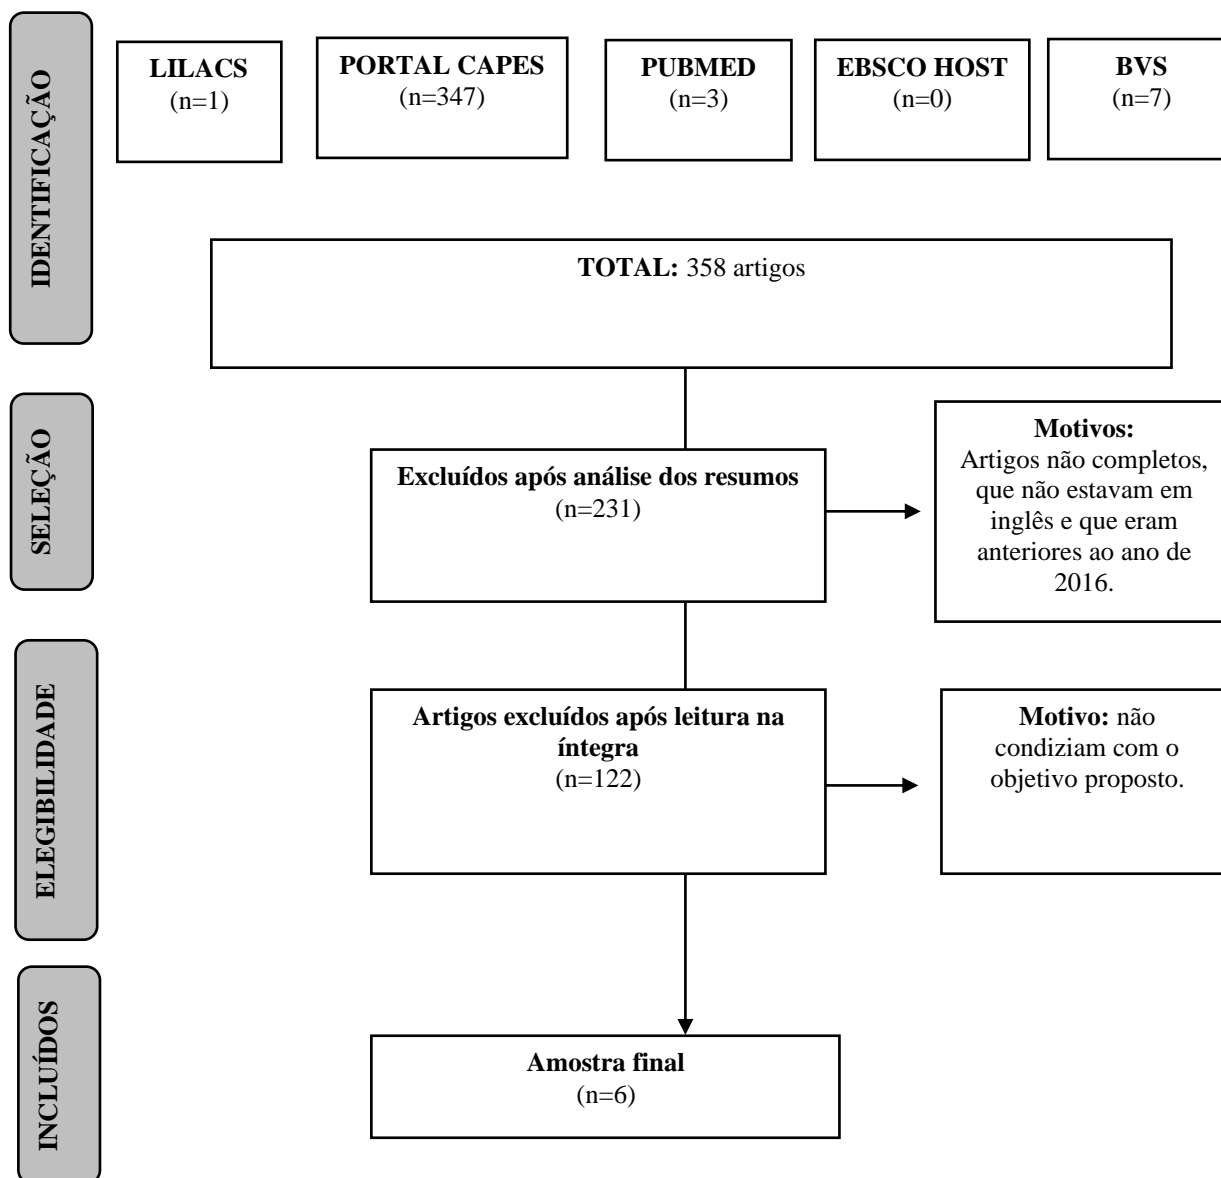 IDENTIFICAÇÃO
LILACS
(n=1)
PORTAL CAPES
(n=347)
PUBMED
(n=3)
EBSCO HOST
(n=0)
BVS
(n=7)
TOTAL: 358 artigos
SELEÇÃO
Excluídos após análise dos resumos
(n=231)
Motivos:
Artigos não completos,
que não estavam em
inglês e que eram
anteriores ao ano de
2016.
ELEGIBILIDADE
Artigos excluídos após leitura na
íntegra
(n=122)
Motivo: não
condiziam com o
objetivo proposto.
INCLUÍDOS
Amostra final
(n=6)